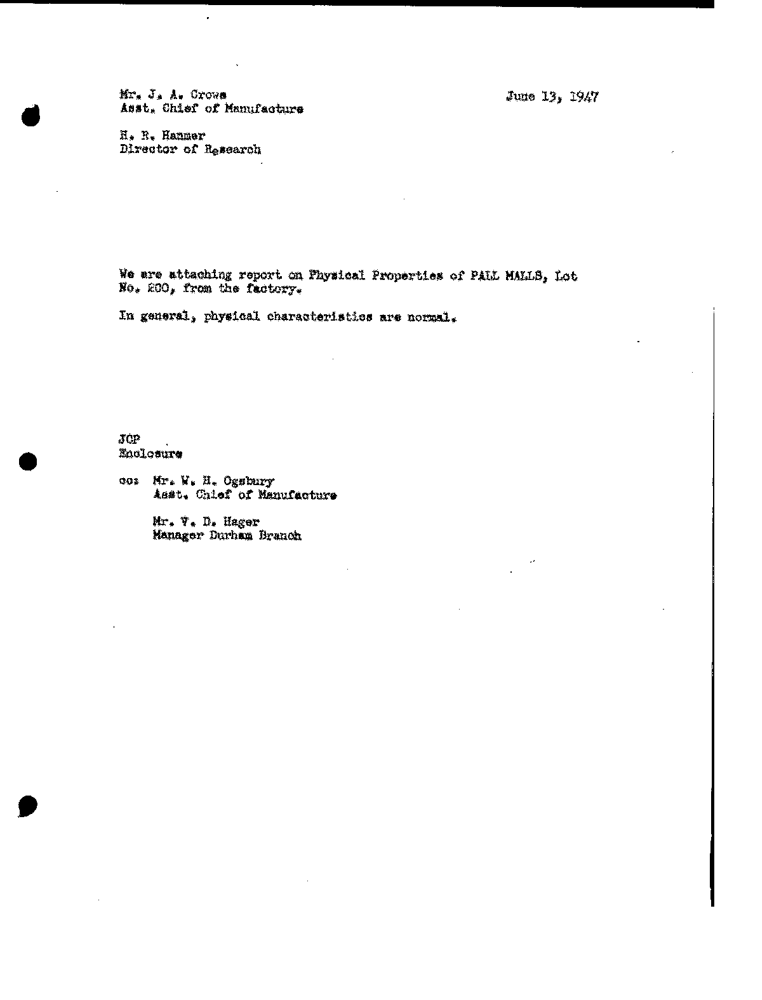 Mr. J. A. Crowe
Asst. Chief of Manufacture
June 13, 1947
H. R. Hanmer
Director of Research
We are attaching report on Physical Properties of PALL MALLS, Lot
No. 200, from the factory.
In general, physical characteristics are normal.
JCP
Enclosure
cc: Mr. W. H. Ogsbury
Asst. Chief of Manufacture
Mr. V. D. Hager
Manager Durham Branch